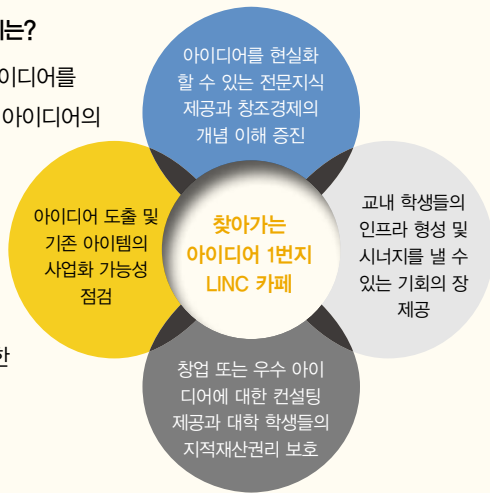 는?
이디어를
아이디어의
한
아이디어를 현실화
할 수 있는 전문지식
제공과 창조경제의
개념 이해 증진
아이디어 도출 및
기존 아이템의
사업화 가능성
점검
찾아가는
아이디어 1번지
LINC 카페
교내 학생들의
인프라 형성 및
시너지를 낼 수
있는 기회의 장
제공
창업 또는 우수 아이
디어에 대한 컨설팅
제공과 대학 학생들의
지적재산권리 보호